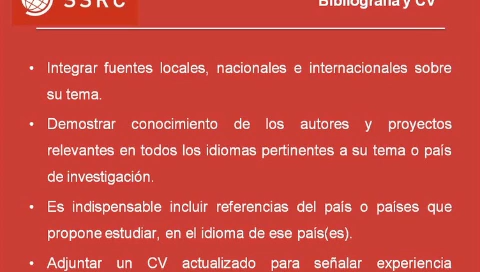 SSRC
Bibliografía y CV
• Integrar fuentes locales, nacionales e internacionales sobre
su tema.
• Demostrar conocimiento de los autores y proyectos
relevantes en todos los idiomas pertinentes a su tema o país
de investigación.
• Es indispensable incluir referencias del país o países que
propone estudiar, en el idioma de ese país(es).
• Adjuntar un CV actualizado para señalar experiencia